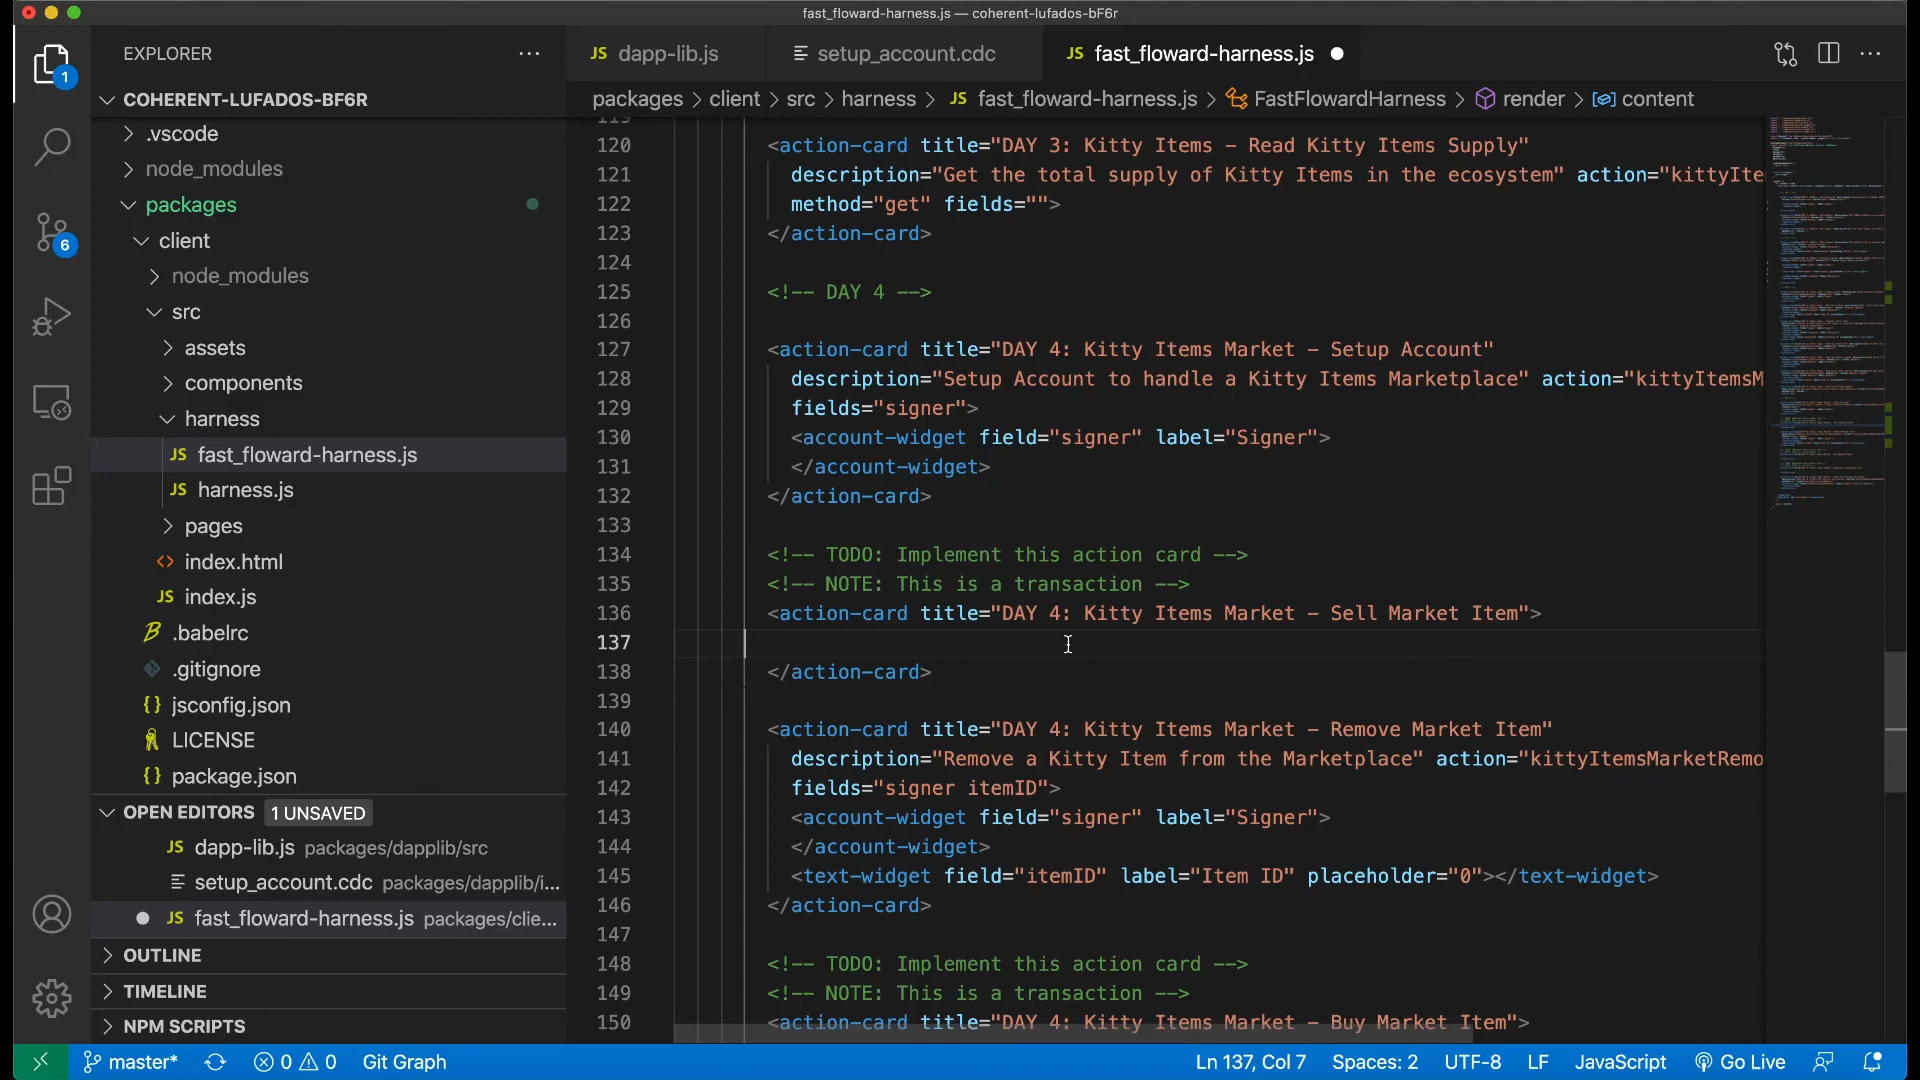 fast_floward-harness.js — coherent-lufados-bF6r
EXPLORER
JS dapp-lib.js
setup_account.cdc
JS fast_floward-harness.js
packages > client > src > harness > JS fast_floward-harness.js > FastFlowardHarness > render > content
1
6
COHERENT-LUFADOS-BF6R
.vscode
node_modules
packages
client
node_modules
src
assets
components
harness
JS fast_floward-harness.js
JS harness.js
pages
<> index.html
JS index.js
.babelrc
.gitignore
{} jsconfig.json
LICENSE
{} package.json
OPEN EDITORS 1 UNSAVED
JS dapp-lib.js packages/dapplib/src
setup_account.cdc packages/dapplib/i...
JS fast_floward-harness.js packages/clie...
OUTLINE
TIMELINE
NPM SCRIPTS
119
120 <action-card title="DAY 3: Kitty Items - Read Kitty Items Supply"
121 description="Get the total supply of Kitty Items in the ecosystem" action="kittyIte
122 method="get" fields="">
123 </action-card>
124
125 <!-- DAY 4 -->
126
127 <action-card title="DAY 4: Kitty Items Market - Setup Account"
128 description="Setup Account to handle a Kitty Items Marketplace" action="kittyItemsM
129 fields="signer">
130 <account-widget field="signer" label="Signer">
131 </account-widget>
132 </action-card>
133
134 <!-- TODO: Implement this action card -->
135 <!-- NOTE: This is a transaction -->
136 <action-card title="DAY 4: Kitty Items Market - Sell Market Item">
137
138 </action-card>
139
140 <action-card title="DAY 4: Kitty Items Market - Remove Market Item"
141 description="Remove a Kitty Item from the Marketplace" action="kittyItemsMarketRemo
142 fields="signer itemID">
143 <account-widget field="signer" label="Signer">
144 </account-widget>
145 <text-widget field="itemID" label="Item ID" placeholder="0"></text-widget>
146 </action-card>
147
148 <!-- TODO: Implement this action card -->
149 <!-- NOTE: This is a transaction -->
150 <action-card title="DAY 4: Kitty Items Market - Buy Market Item">
master* 0 0 Git Graph
Ln 137, Col 7 Spaces: 2 UTF-8 LF JavaScript Go Live